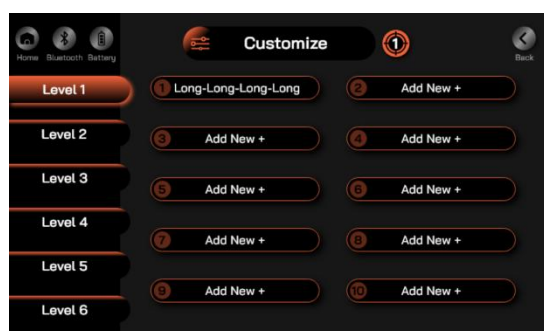 Customize
1
Home Bluetooth Battery
Back
Level 1
Level 2
Level 3
Level 4
Level 5
Level 6
1 Long-Long-Long-Long
2 Add New +
3 Add New +
4 Add New +
5 Add New +
6 Add New +
7 Add New +
8 Add New +
9 Add New +
10 Add New +